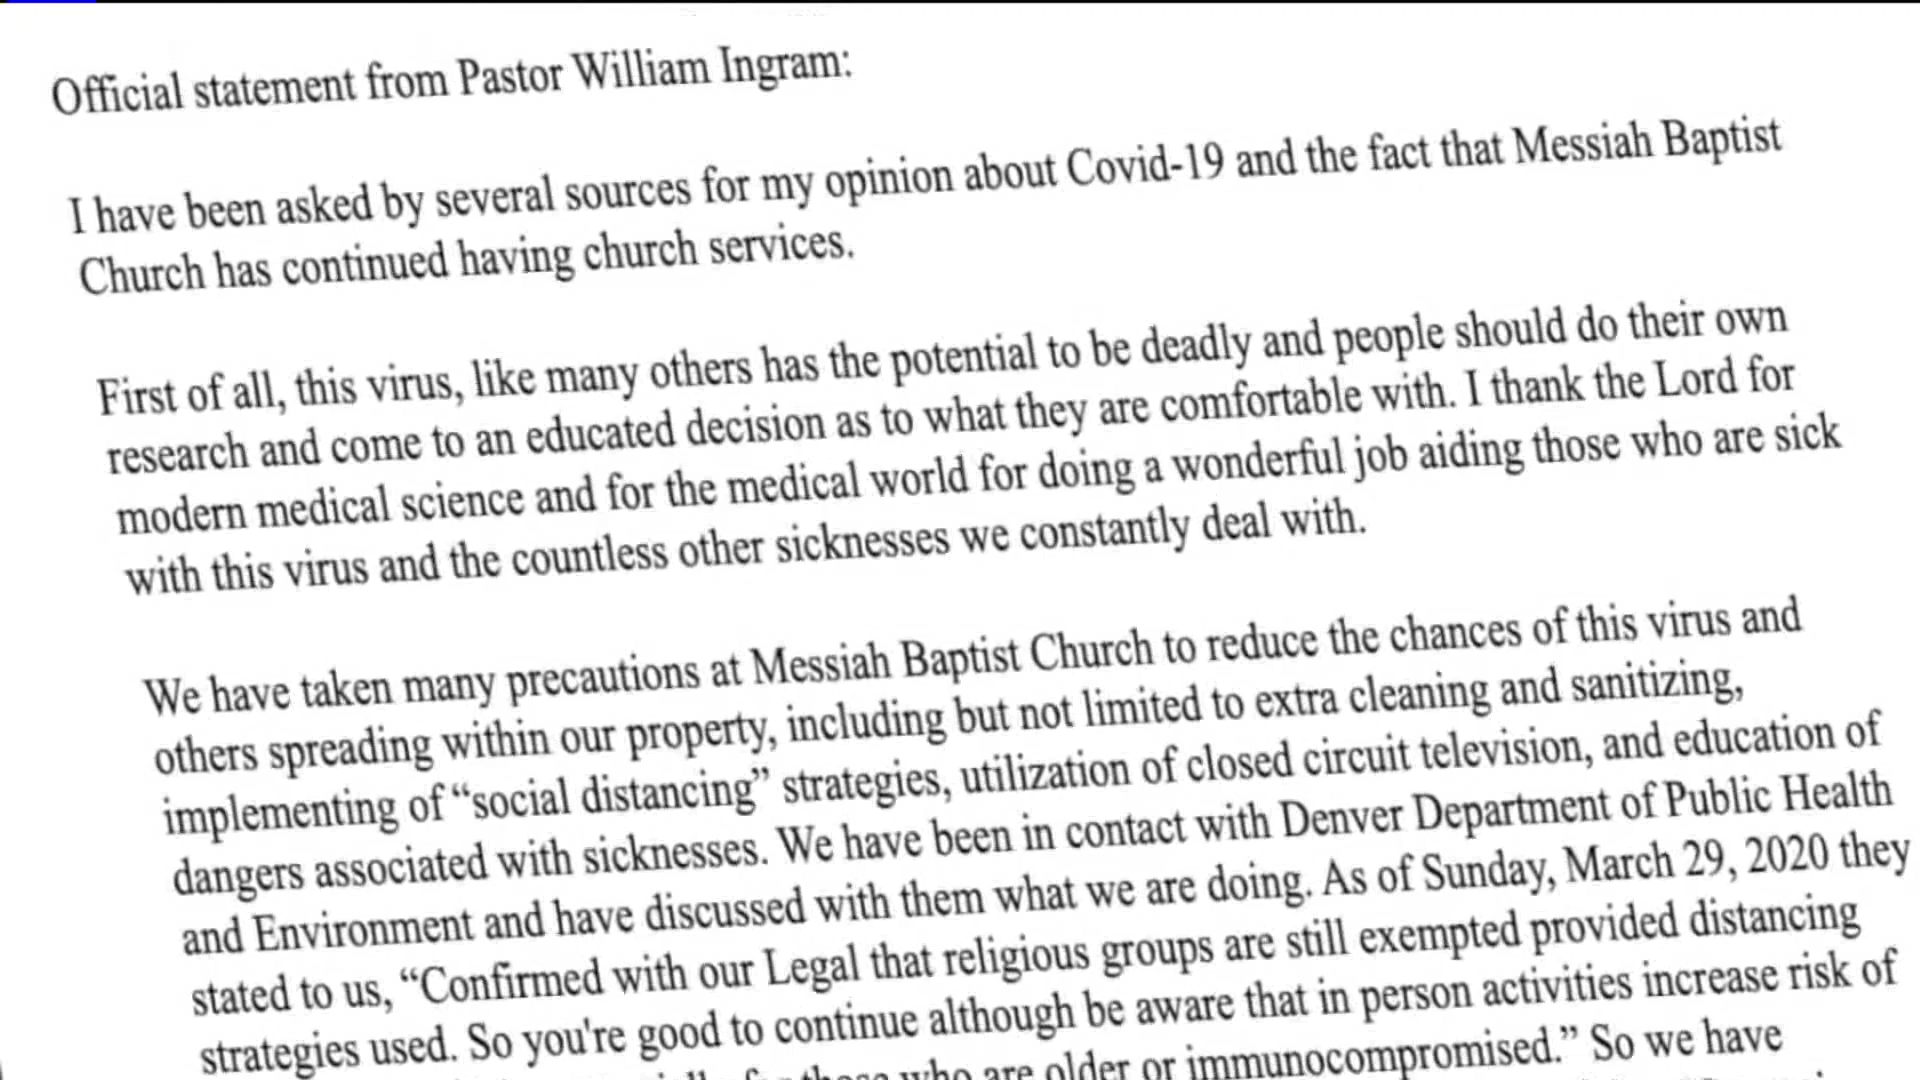 Official statement from Pastor William Ingram:
I have been asked by several sources for my opinion about Covid-19 and the fact that Messiah Baptist
Church has continued having church services.
First of all, this virus, like many others has the potential to be deadly and people should do their own
research and come to an educated decision as to what they are comfortable with. I thank the Lord for
modern medical science and for the medical world for doing a wonderful job aiding those who are sick
with this virus and the countless other sicknesses we constantly deal with.
We have taken many precautions at Messiah Baptist Church to reduce the chances of this virus and
others spreading within our property, including but not limited to extra cleaning and sanitizing,
implementing of “social distancing” strategies, utilization of closed circuit television, and education of
dangers associated with sicknesses. We have been in contact with Denver Department of Public Health
and Environment and have discussed with them what we are doing. As of Sunday, March 29, 2020 they
stated to us, “Confirmed with our Legal that religious groups are still exempted provided distancing
strategies used. So you're good to continue although be aware that in person activities increase risk of
those who are older or immunocompromised.” So we have